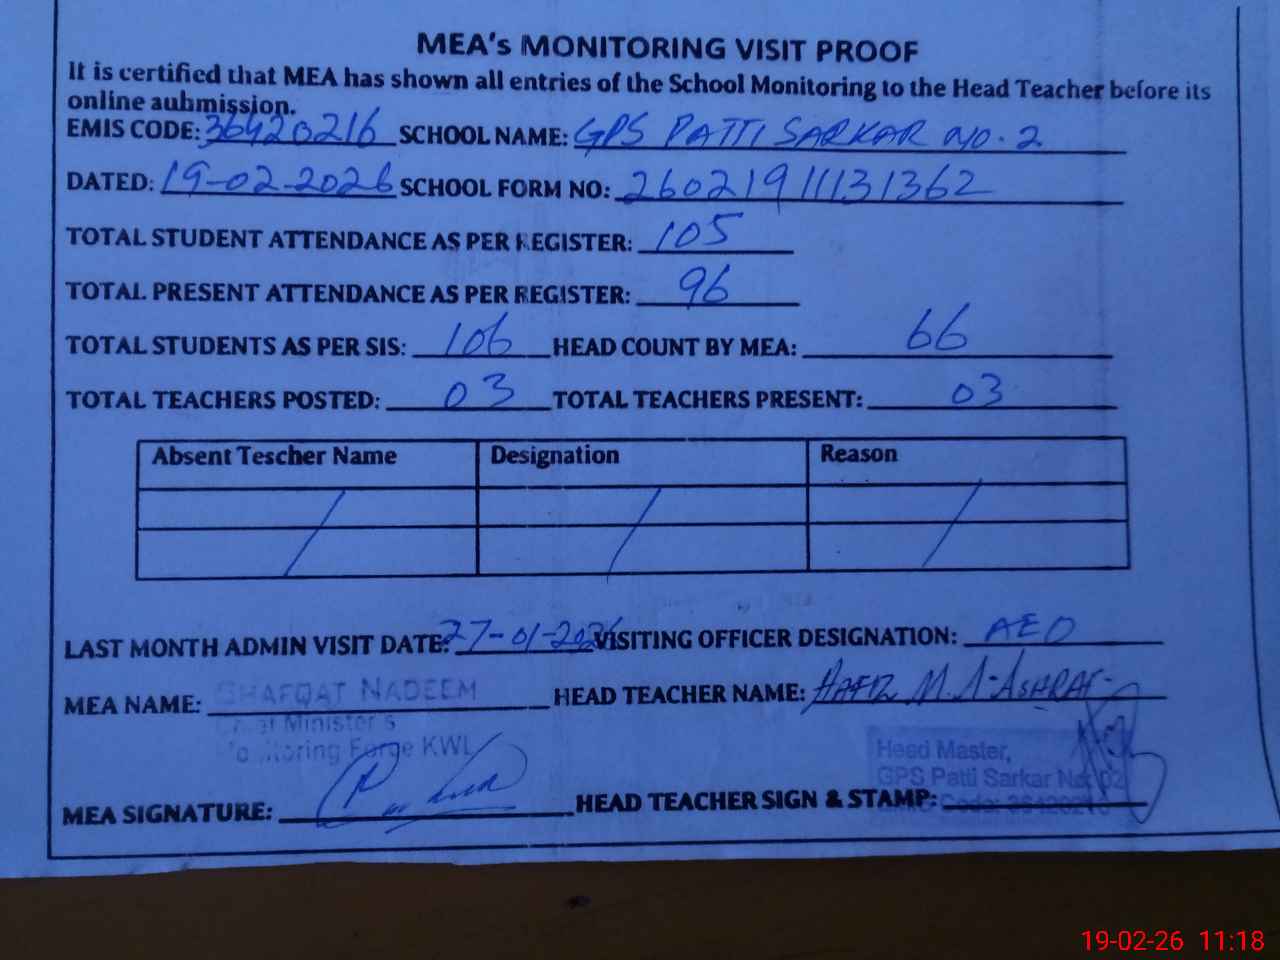 MEA's MONITORING VISIT PROOF
It is certified that MEA has shown all entries of the School Monitoring to the Head Teacher before its
online aubmission.
EMIS CODE: 36420216 SCHOOL NAME: GPS PATTI SARKAR NO. 2
DATED: 19-02-2026 SCHOOL FORM NO: 26021911131362
TOTAL STUDENT ATTENDANCE AS PER REGISTER: 105
TOTAL PRESENT ATTENDANCE AS PER REGISTER: 96
TOTAL STUDENTS AS PER SIS: 106 HEAD COUNT BY MEA: 66
TOTAL TEACHERS POSTED: 03 TOTAL TEACHERS PRESENT: 03
Absent Tescher Name Designation Reason
LAST MONTH ADMIN VISIT DATE: 27-01-2026 VISITING OFFICER DESIGNATION: AEO
MEA NAME: SHAFQAT NADEEM HEAD TEACHER NAME: HAFIZ M. A-ASHRAF
Chief Minister's
Monitoring Forge KWL
Head Master,
GPS Patti Sarkar No: 02
MEA SIGNATURE: HEAD TEACHER SIGN & STAMP:
Code: 36420216
19-02-26 11:18